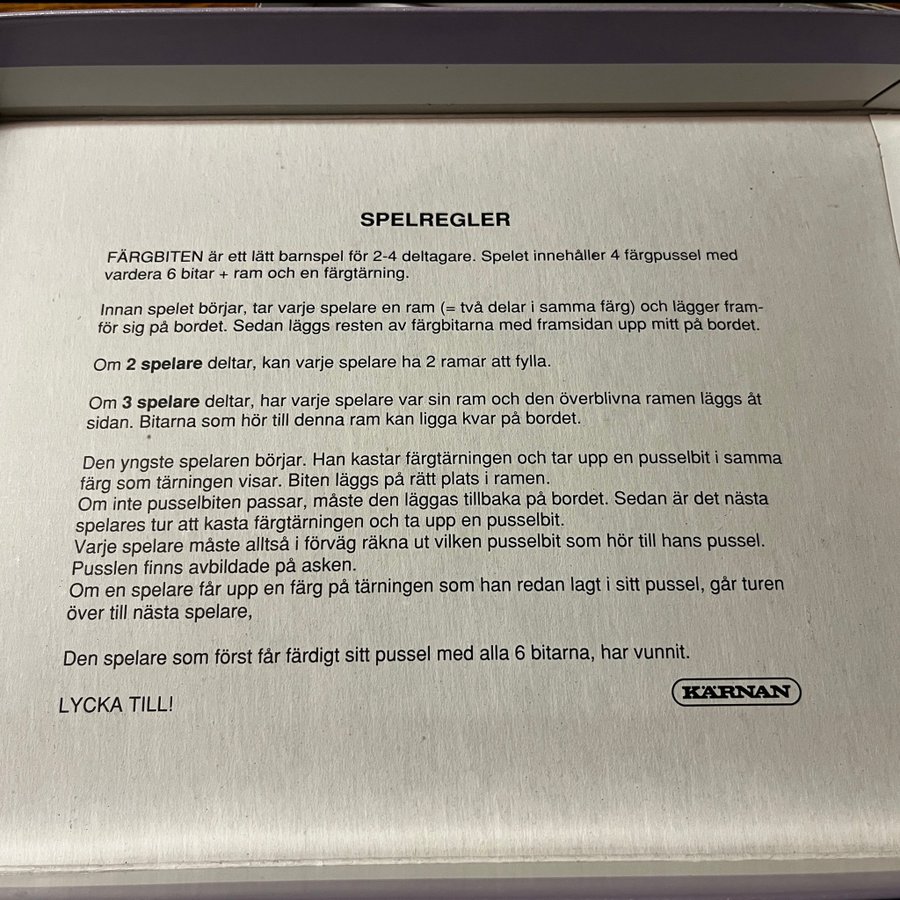 SPELREGLER
FÄRGBITEN är ett lätt barnspel för 2-4 deltagare. Spelet innehåller 4 färgpussel med
vardera 6 bitar + ram och en färgtärning.
Innan spelet börjar, tar varje spelare en ram (= två delar i samma färg) och lägger fram-
för sig på bordet. Sedan läggs resten av färgbitarna med framsidan upp mitt på bordet.
Om 2 spelare deltar, kan varje spelare ha 2 ramar att fylla.
Om 3 spelare deltar, har varje spelare var sin ram och den överblivna ramen läggs åt
sidan. Bitarna som hör till denna ram kan ligga kvar på bordet.
Den yngste spelaren börjar. Han kastar färgtärningen och tar upp en pusselbit i samma
färg som tärningen visar. Biten läggs på rätt plats i ramen.
Om inte pusselbiten passar, måste den läggas tillbaka på bordet. Sedan är det nästa
spelares tur att kasta färgtärningen och ta upp en pusselbit.
Varje spelare måste alltså i förväg räkna ut vilken pusselbit som hör till hans pussel.
Pusslen finns avbildade på asken.
Om en spelare får upp en färg på tärningen som han redan lagt i sitt pussel, går turen
över till nästa spelare,
Den spelare som först får färdigt sitt pussel med alla 6 bitarna, har vunnit.
LYCKA TILL!
KÄRNAN